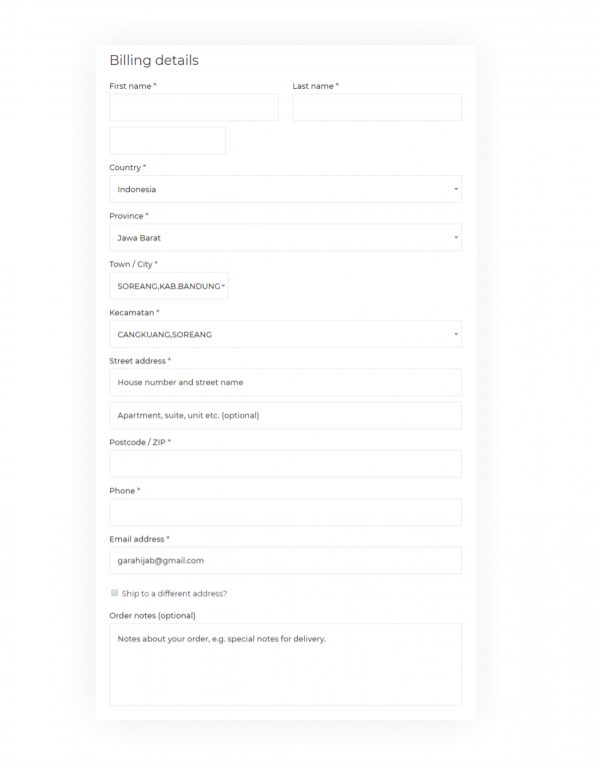 Billing details
First name *
Last name *
Country *
Indonesia
Province *
Jawa Barat
Town / City *
SOREANG,KAB.BANDUNG
Kecamatan *
CANGKUANG,SOREANG
Street address *
House number and street name
Apartment, suite, unit etc. (optional)
Postcode / ZIP *
Phone *
Email address *
garahijab@gmail.com
Ship to a different address?
Order notes (optional)
Notes about your order, e.g. special notes for delivery.